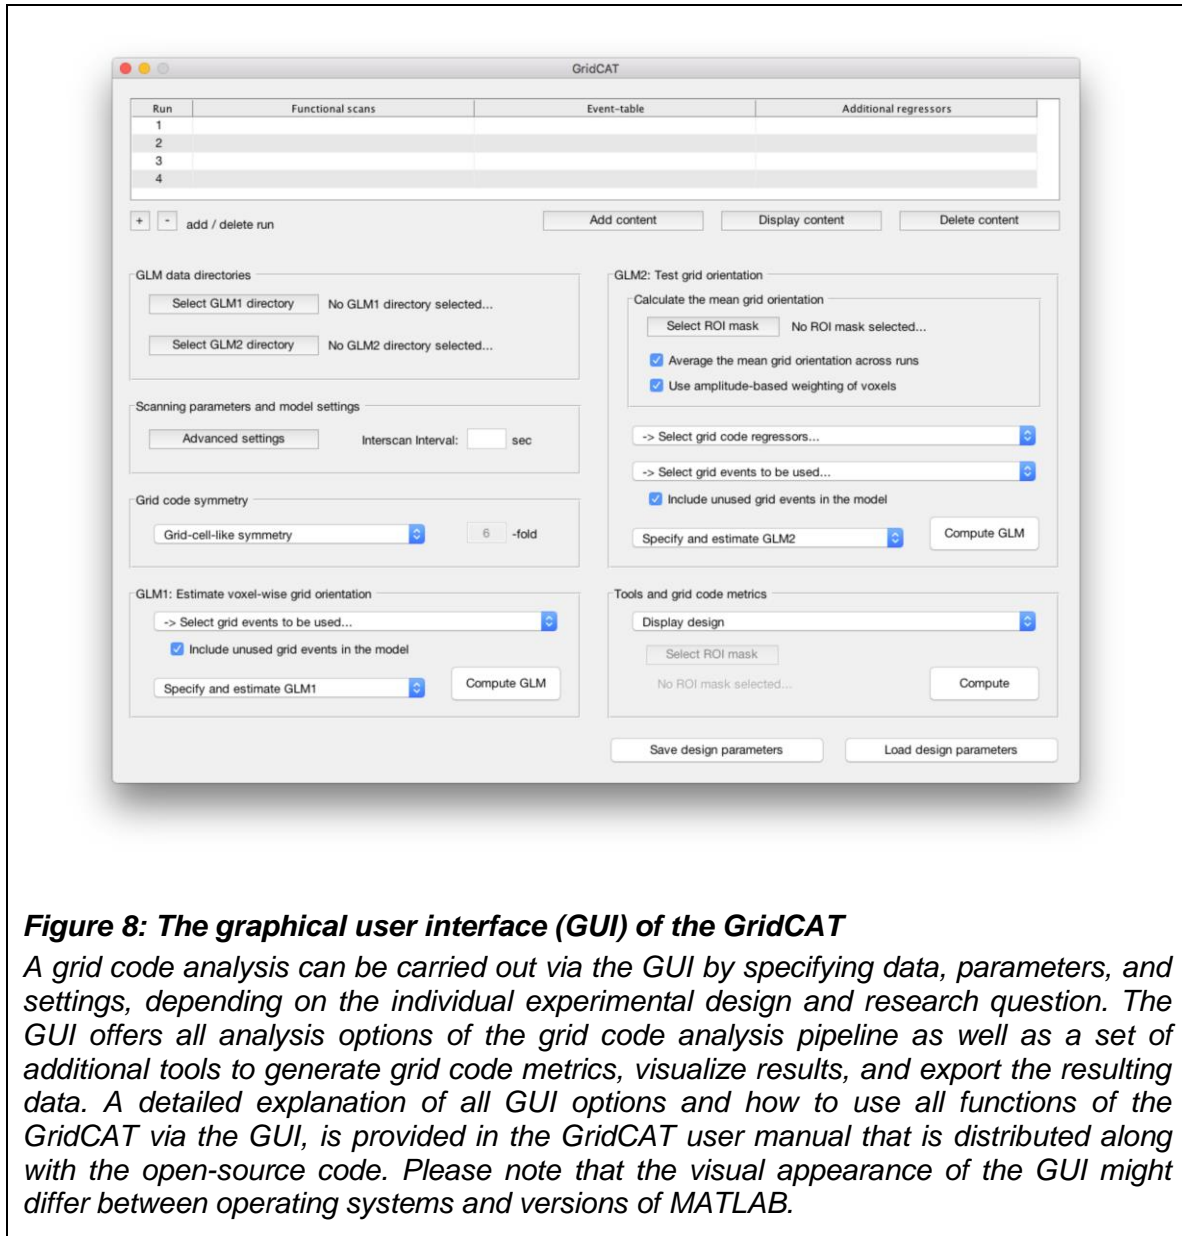 GridCAT
Run Functional scans Event-table Additional regressors
1
2
3
4
+ - add / delete run Add content Display content Delete content
GLM data directories
Select GLM1 directory No GLM1 directory selected...
Select GLM2 directory No GLM2 directory selected...
Scanning parameters and model settings
Advanced settings Interscan Interval: sec
Grid code symmetry
Grid-cell-like symmetry 6 -fold
GLM1: Estimate voxel-wise grid orientation
-> Select grid events to be used...
Include unused grid events in the model
Specify and estimate GLM1 Compute GLM
GLM2: Test grid orientation
Calculate the mean grid orientation
Select ROI mask No ROI mask selected...
Average the mean grid orientation across runs
Use amplitude-based weighting of voxels
-> Select grid code regressors...
-> Select grid events to be used...
Include unused grid events in the model
Specify and estimate GLM2 Compute GLM
Tools and grid code metrics
Display design
Select ROI mask
No ROI mask selected...
Compute
Save design parameters Load design parameters
Figure 8: The graphical user interface (GUI) of the GridCAT
A grid code analysis can be carried out via the GUI by specifying data, parameters, and
settings, depending on the individual experimental design and research question. The
GUI offers all analysis options of the grid code analysis pipeline as well as a set of
additional tools to generate grid code metrics, visualize results, and export the resulting
data. A detailed explanation of all GUI options and how to use all functions of the
GridCAT via the GUI, is provided in the GridCAT user manual that is distributed along
with the open-source code. Please note that the visual appearance of the GUI might
differ between operating systems and versions of MATLAB.